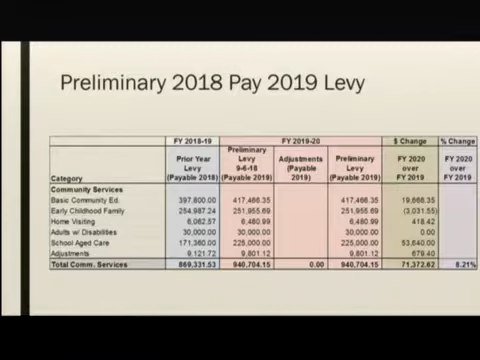 Preliminary 2018 Pay 2019 Levy
FY 2018-19 FY 2019-20 $ Change % Change
Category Prior Year Levy (Payable 2018) Preliminary Levy 9-6-18 (Payable 2019) Adjustments (Payable 2019) Preliminary Levy (Payable 2019) FY 2020 over FY 2019 FY 2020 over FY 2019
Community Services
Basic Community Ed. 397,800.00 417,466.35 417,466.35 19,666.35
Early Childhood Family 254,987.24 251,955.69 251,955.69 (3,031.55)
Home Visiting 6,062.57 6,480.99 6,480.99 418.42
Adults w/ Disabilities 30,000.00 30,000.00 30,000.00 0.00
School Aged Care 171,360.00 225,000.00 225,000.00 53,640.00
Adjustments 9,121.72 9,801.12 9,801.12 679.40
Total Comm. Services 869,331.53 940,704.15 0.00 940,704.15 71,372.62 8.21%